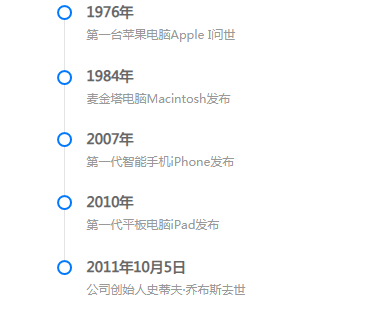 1976年
第一台苹果电脑Apple I问世
1984年
麦金塔电脑Macintosh发布
2007年
第一代智能手机iPhone发布
2010年
第一代平板电脑iPad发布
2011年10月5日
公司创始人史蒂夫·乔布斯去世